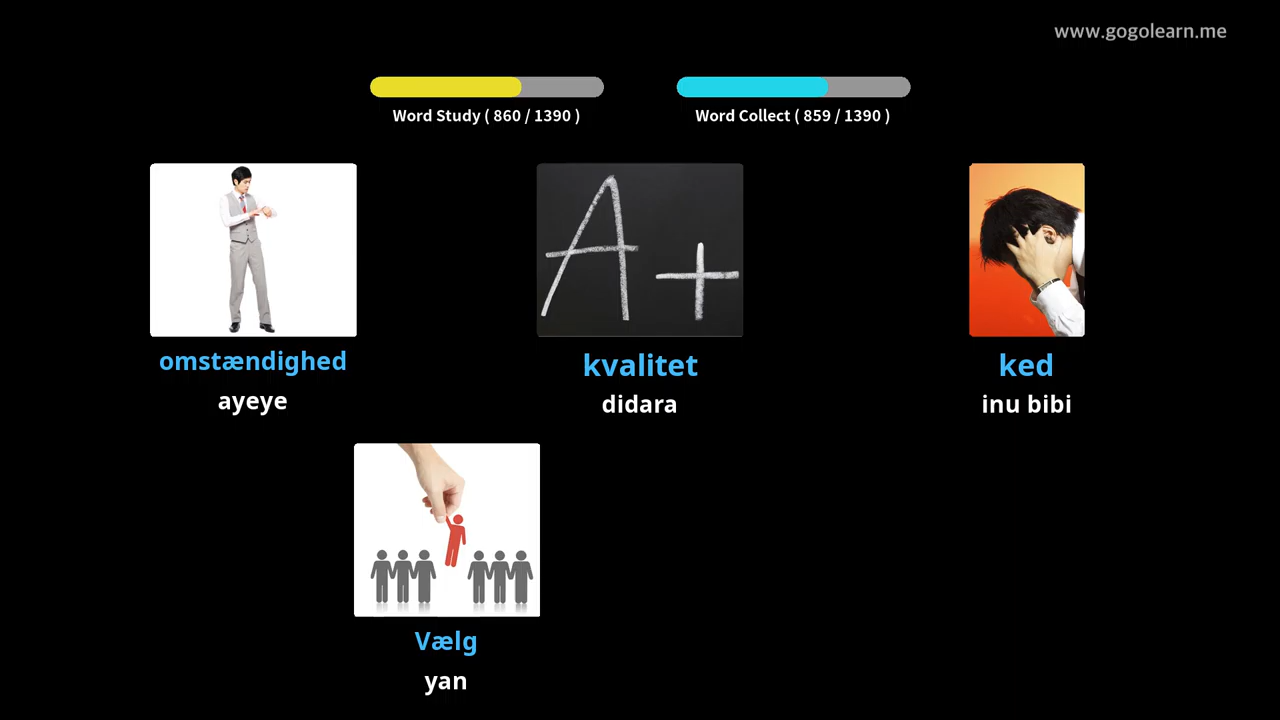 www.gogolearn.me
Word Study ( 860 / 1390 )
Word Collect ( 859 / 1390 )
A+
omstændighed
ayeye
kvalitet
didara
ked
inu bibi
Vælg
yan